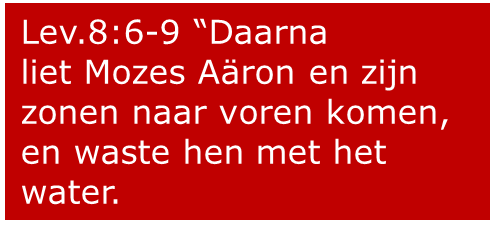 Lev.8:6-9 “Daarna
liet Mozes Aäron en zijn
zonen naar voren komen,
en waste hen met het
water.